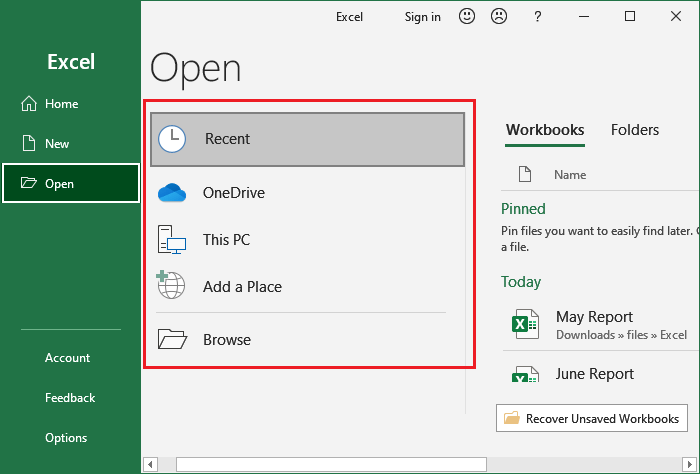 Excel
Sign in
?
Excel
Home
New
Open
Account
Feedback
Options
Open
Recent
OneDrive
This PC
Add a Place
Browse
Workbooks
Folders
Name
Pinned
Pin files you want to easily find later.
a file.
Today
May Report
Downloads » files » Excel
June Report
Recover Unsaved Workbooks